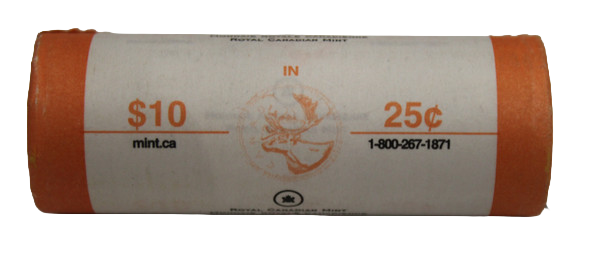 Royal Canadian Mint
IN
$10 25¢
mint.ca 1-800-267-1871
Royal Canadian Mint